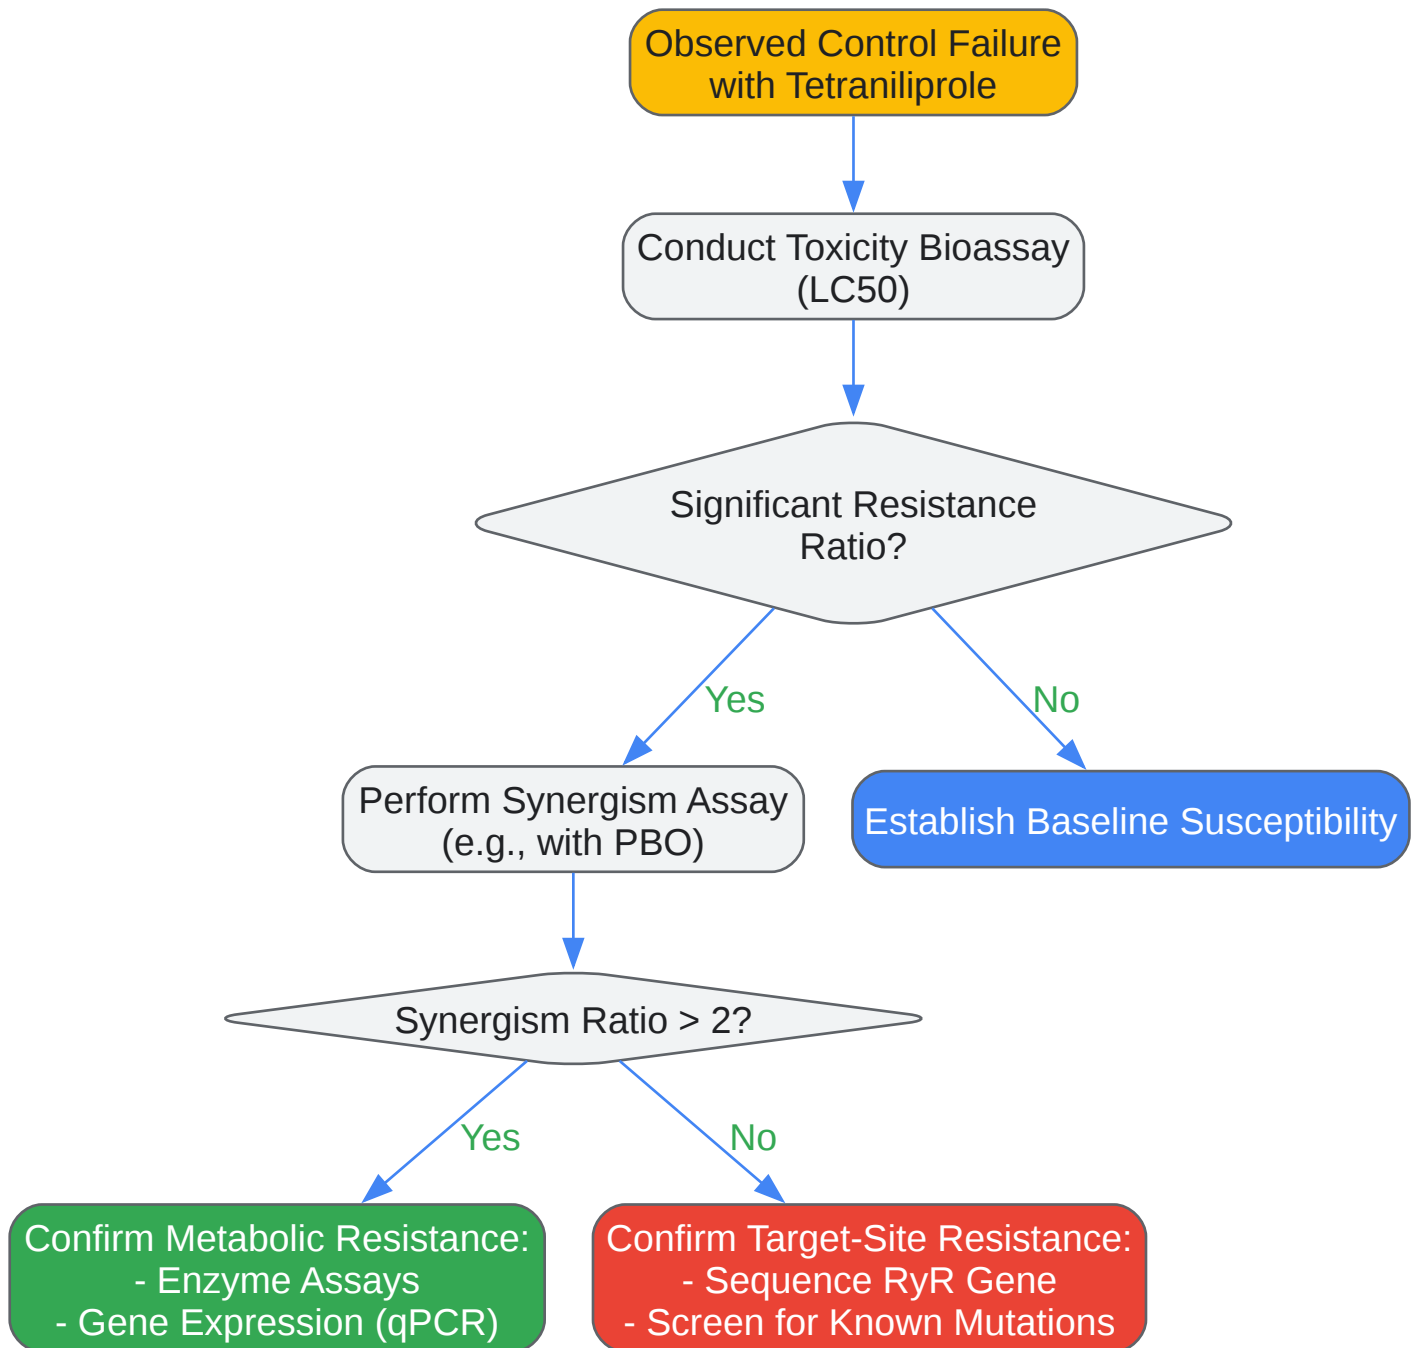 Observed Control Failure
with Tetraniliprole
Conduct Toxicity Bioassay
(LC50)
Significant Resistance
Ratio?
Yes
No
Perform Synergism Assay
(e.g., with PBO)
Establish Baseline Susceptibility
Synergism Ratio > 2?
Yes
No
Confirm Metabolic Resistance:
- Enzyme Assays
- Gene Expression (qPCR)
Confirm Target-Site Resistance:
- Sequence RyR Gene
- Screen for Known Mutations